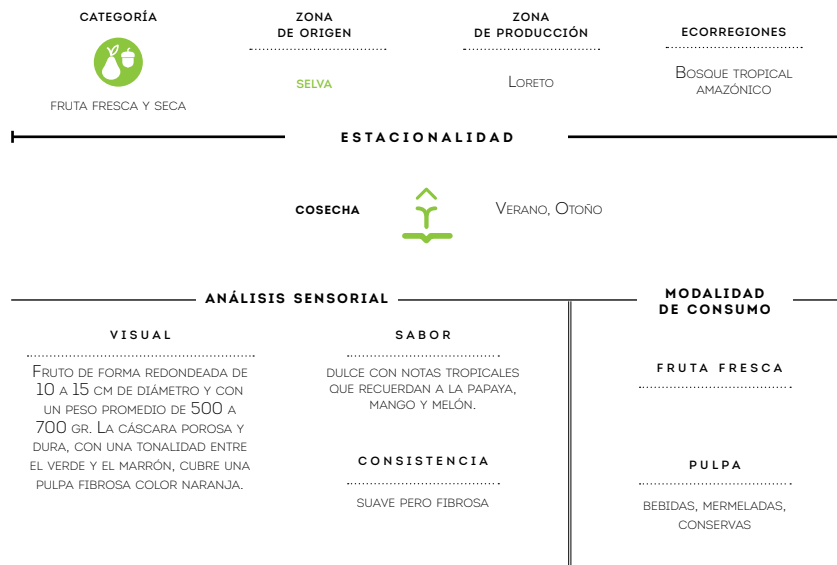 CATEGORÍA
FRUTA FRESCA Y SECA
ZONA
DE ORIGEN
SELVA
ZONA
DE PRODUCCIÓN
LORETO
ECORREGIONES
BOSQUE TROPICAL
AMAZÓNICO
ESTACIONALIDAD
COSECHA
VERANO, OTOÑO
ANÁLISIS SENSORIAL
VISUAL
FRUTO DE FORMA REDONDEADA DE
10 A 15 CM DE DIÁMETRO Y CON
UN PESO PROMEDIO DE 500 A
700 GR. LA CÁSCARA POROSA Y
DURA, CON UNA TONALIDAD ENTRE
EL VERDE Y EL MARRÓN, CUBRE UNA
PULPA FIBROSA COLOR NARANJA.
SABOR
DULCE CON NOTAS TROPICALES
QUE RECUERDAN A LA PAPAYA,
MANGO Y MELÓN.
CONSISTENCIA
SUAVE PERO FIBROSA
MODALIDAD
DE CONSUMO
FRUTA FRESCA
PULPA
BEBIDAS, MERMELADAS,
CONSERVAS